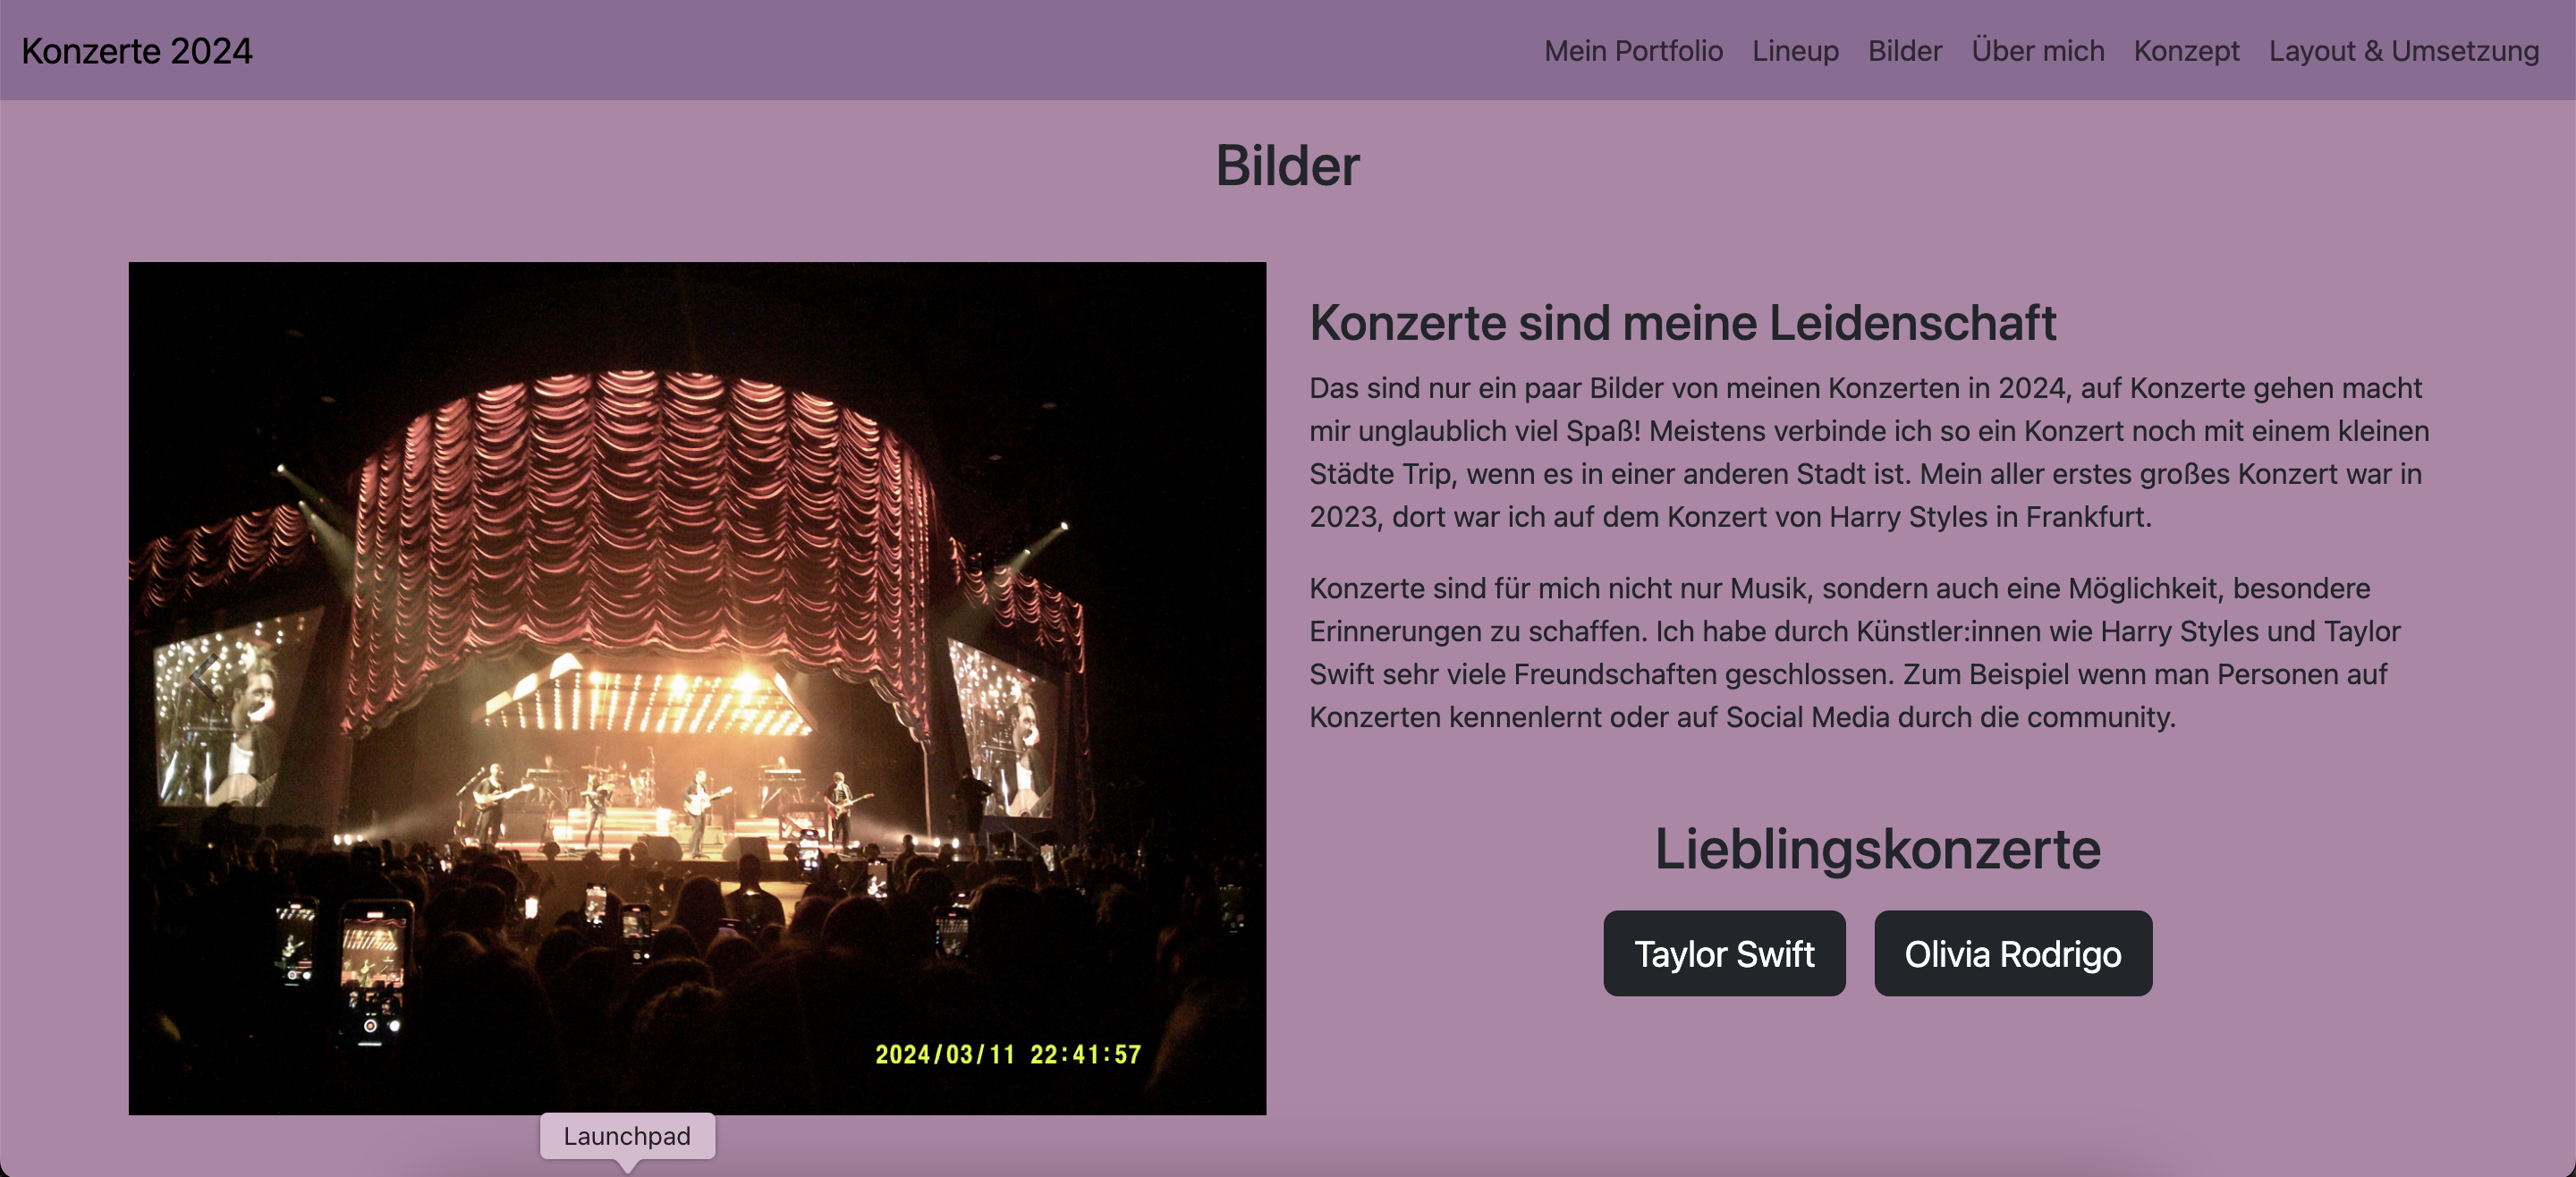 Konzerte 2024
Mein Portfolio Lineup Bilder Über mich Konzept Layout & Umsetzung
Bilder
Konzerte sind meine Leidenschaft
Das sind nur ein paar Bilder von meinen Konzerten in 2024, auf Konzerte gehen macht
mir unglaublich viel Spaß! Meistens verbinde ich so ein Konzert noch mit einem kleinen
Städte Trip, wenn es in einer anderen Stadt ist. Mein aller erstes großes Konzert war in
2023, dort war ich auf dem Konzert von Harry Styles in Frankfurt.
Konzerte sind für mich nicht nur Musik, sondern auch eine Möglichkeit, besondere
Erinnerungen zu schaffen. Ich habe durch Künstler:innen wie Harry Styles und Taylor
Swift sehr viele Freundschaften geschlossen. Zum Beispiel wenn man Personen auf
Konzerten kennenlernt oder auf Social Media durch die community.
Lieblingskonzerte
Taylor Swift Olivia Rodrigo
2024/03/11 22:41:57
Launchpad